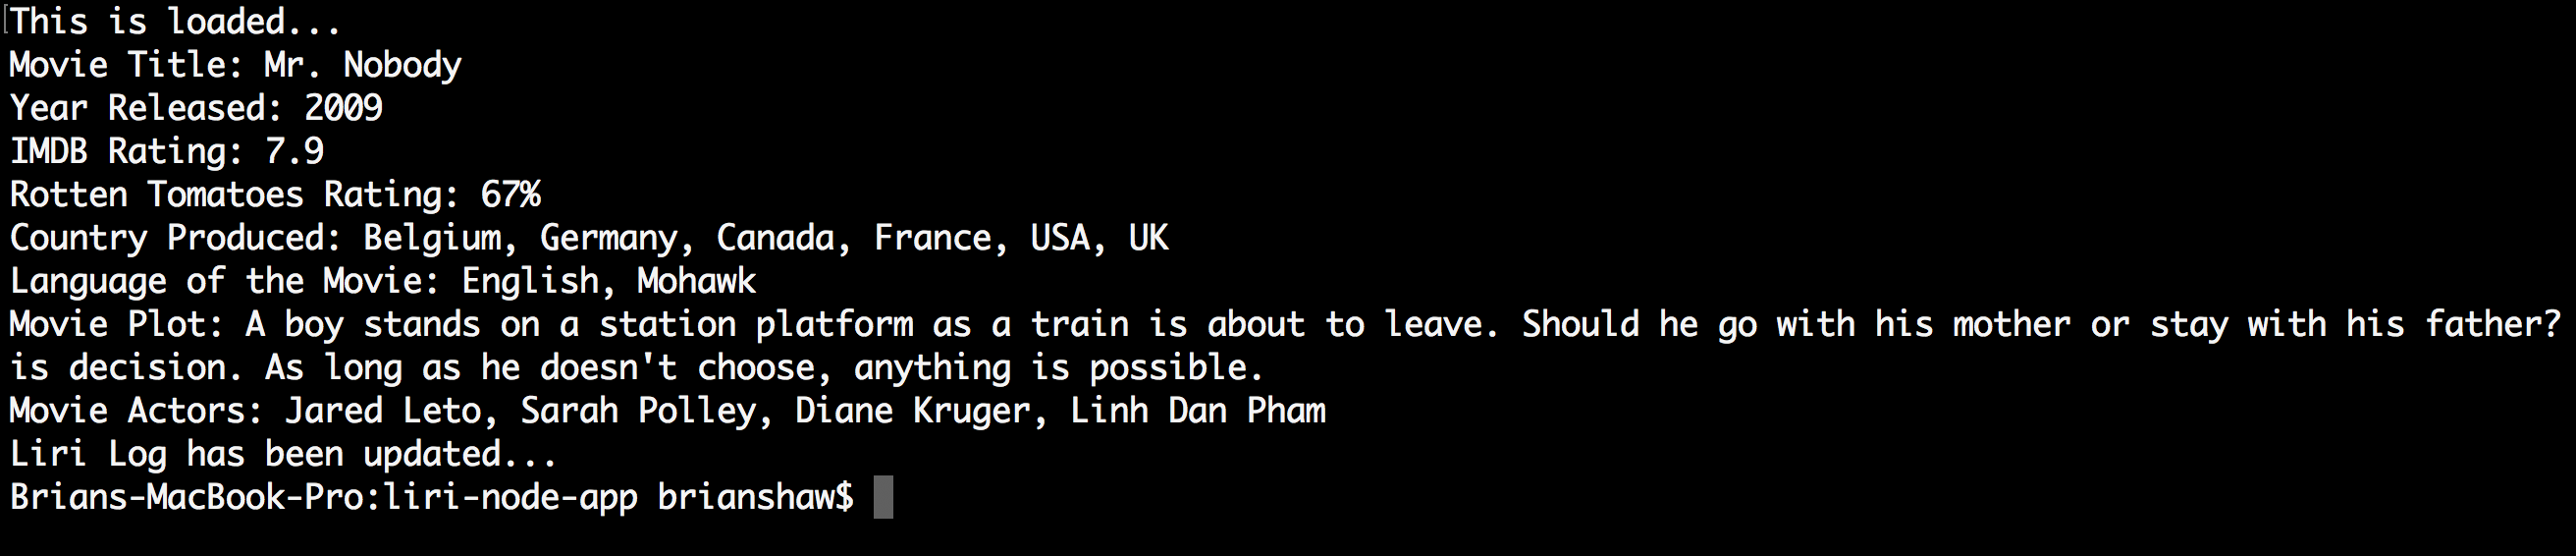 This is loaded...
Movie Title: Mr. Nobody
Year Released: 2009
IMDB Rating: 7.9
Rotten Tomatoes Rating: 67%
Country Produced: Belgium, Germany, Canada, France, USA, UK
Language of the Movie: English, Mohawk
Movie Plot: A boy stands on a station platform as a train is about to leave. Should he go with his mother or stay with his father?
is decision. As long as he doesn't choose, anything is possible.
Movie Actors: Jared Leto, Sarah Polley, Diane Kruger, Linh Dan Pham
Liri Log has been updated...
Brians-MacBook-Pro:liri-node-app brianshaw$